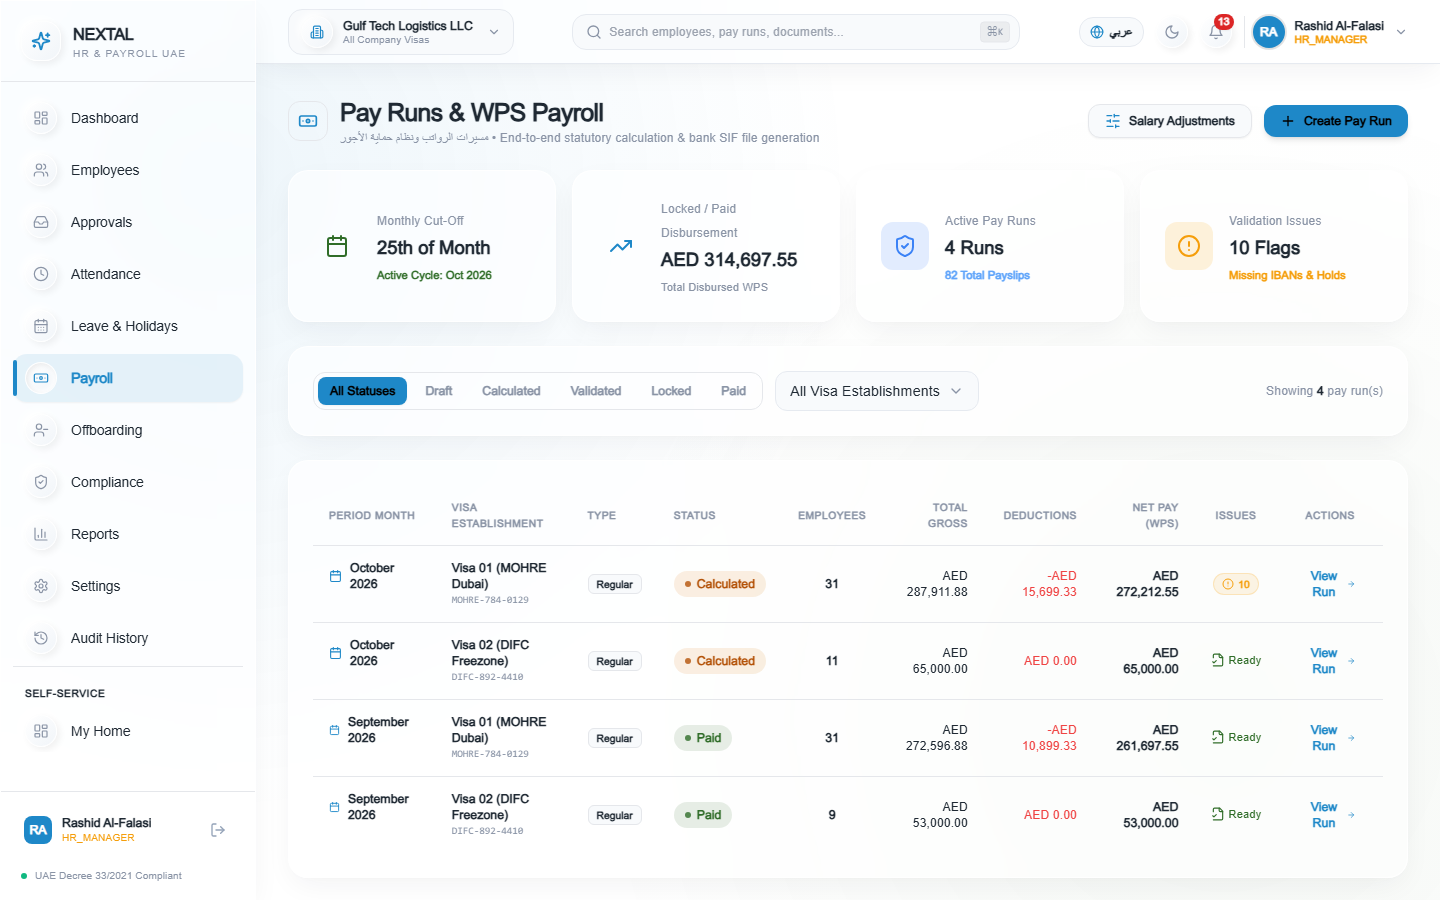 NEXTAL
HR & PAYROLL UAE
Dashboard
Employees
Approvals
Attendance
Leave & Holidays
Payroll
Offboarding
Compliance
Reports
Settings
Audit History
SELF-SERVICE
My Home
RA
Rashid Al-Falasi
HR_MANAGER
UAE Decree 33/2021 Compliant
Gulf Tech Logistics LLC
All Company Visas
Search employees, pay runs, documents...
⌘K
عربي
13
RA
Rashid Al-Falasi
HR_MANAGER
Pay Runs & WPS Payroll
مسيرات الرواتب ونظام حماية الأجور • End-to-end statutory calculation & bank SIF file generation
Salary Adjustments
Create Pay Run
Monthly Cut-Off
25th of Month
Active Cycle: Oct 2026
Locked / Paid
Disbursement
AED 314,697.55
Total Disbursed WPS
Active Pay Runs
4 Runs
82 Total Payslips
Validation Issues
10 Flags
Missing IBANs & Holds
All Statuses
Draft
Calculated
Validated
Locked
Paid
All Visa Establishments
Showing 4 pay run(s)
PERIOD MONTH
VISA
ESTABLISHMENT
TYPE
STATUS
EMPLOYEES
TOTAL
GROSS
DEDUCTIONS
NET PAY
(WPS)
ISSUES
ACTIONS
October
2026
Visa 01 (MOHRE
Dubai)
MOHRE-784-0129
Regular
Calculated
31
AED
287,911.88
-AED
15,699.33
AED
272,212.55
10
View
Run
October
2026
Visa 02 (DIFC
Freezone)
DIFC-892-4410
Regular
Calculated
11
AED
65,000.00
AED 0.00
AED
65,000.00
Ready
View
Run
September
2026
Visa 01 (MOHRE
Dubai)
MOHRE-784-0129
Regular
Paid
31
AED
272,596.88
-AED
10,899.33
AED
261,697.55
Ready
View
Run
September
2026
Visa 02 (DIFC
Freezone)
DIFC-892-4410
Regular
Paid
9
AED
53,000.00
AED 0.00
AED
53,000.00
Ready
View
Run